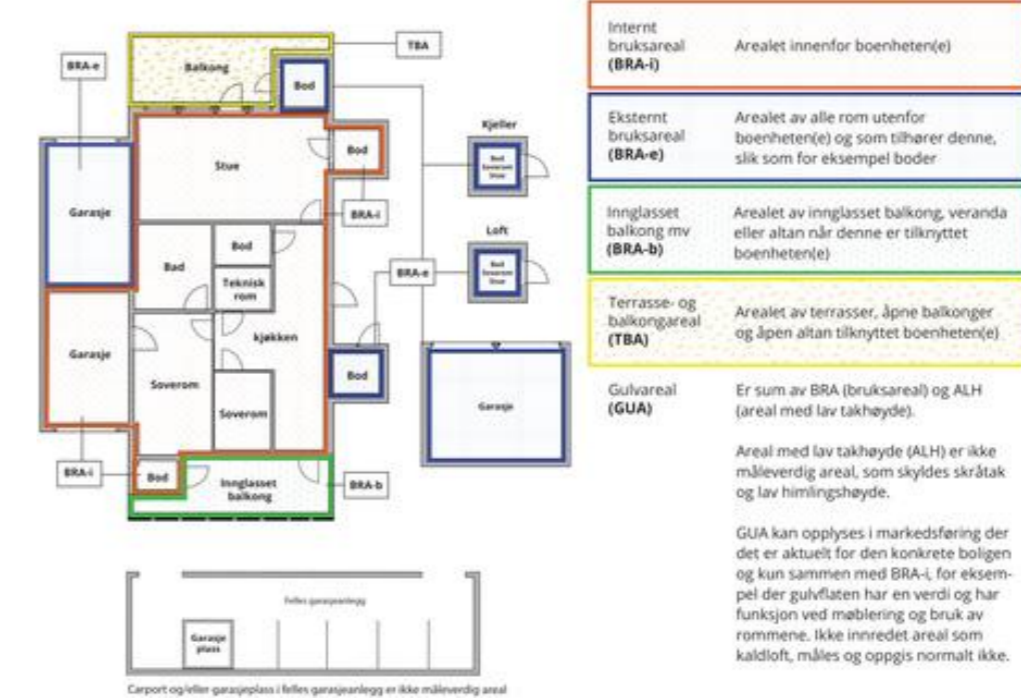 TBA
BRA-e
Balkong
Bod
Stue
Bod
Kjeller
Bod
Soverom
Stue
Garasje
BRA-i
Loft
Bod
Soverom
Stue
Bad
Bod
Teknisk
rom
BRA-e
kjøkken
Garasje
Soverom
Bod
Soverom
Garasje
BRA-i
Bod
Innglasset
balkong
BRA-b
Felles garasjeanlegg
Garasje
plass
Carport og/eller garasjeplass i felles garasjeanlegg er ikke måleverdig areal
Internt
bruksareal
(BRA-i)
Arealet innenfor boenheten(e)
Eksternt
bruksareal
(BRA-e)
Arealet av alle rom utenfor
boenheten(e) og som tilhører denne,
slik som for eksempel boder
Innglasset
balkong mv
(BRA-b)
Arealet av innglasset balkong, veranda
eller altan når denne er tilknyttet
boenheten(e)
Terrasse- og
balkongareal
(TBA)
Arealet av terrasser, åpne balkonger
og åpen altan tilknyttet boenheten(e)
Gulvareal
(GUA)
Er sum av BRA (bruksareal) og ALH
(areal med lav takhøyde).
Areal med lav takhøyde (ALH) er ikke
måleverdig areal, som skyldes skråtak
og lav himlingshøyde.
GUA kan opplyses i markedsføring der
det er aktuelt for den konkrete boligen
og kun sammen med BRA-i, for eksem-
pel der gulvflaten har en verdi og har
funksjon ved møblering og bruk av
rommene. Ikke innredet areal som
kaldloft, måles og oppgis normalt ikke.